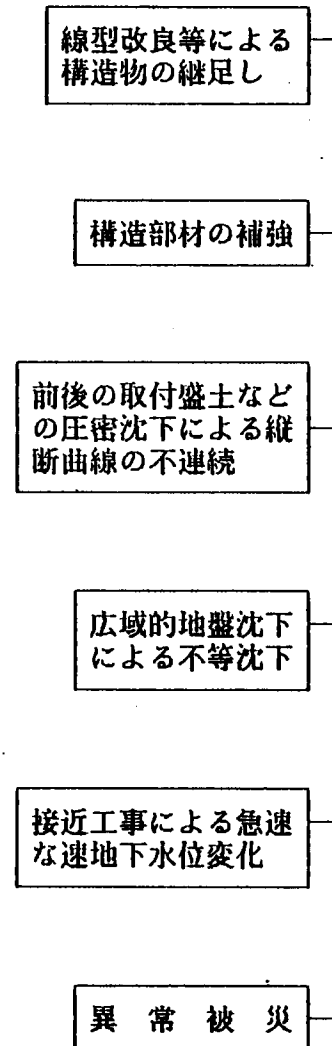 線型改良等による
構造物の継足し
構造部材の補強
前後の取付盛土など
の圧密沈下による縦
断曲線の不連続
広域的地盤沈下
による不等沈下
接近工事による急速
な速地下水位変化
異常被災